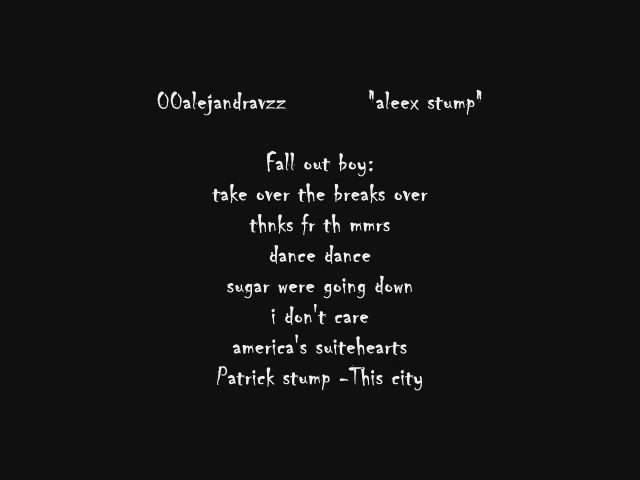 OOalejandravzz "aleex stump"
Fall out boy:
take over the breaks over
thnks fr th mmrs
dance dance
sugar were going down
i don't care
america's suitehearts
Patrick stump -This city